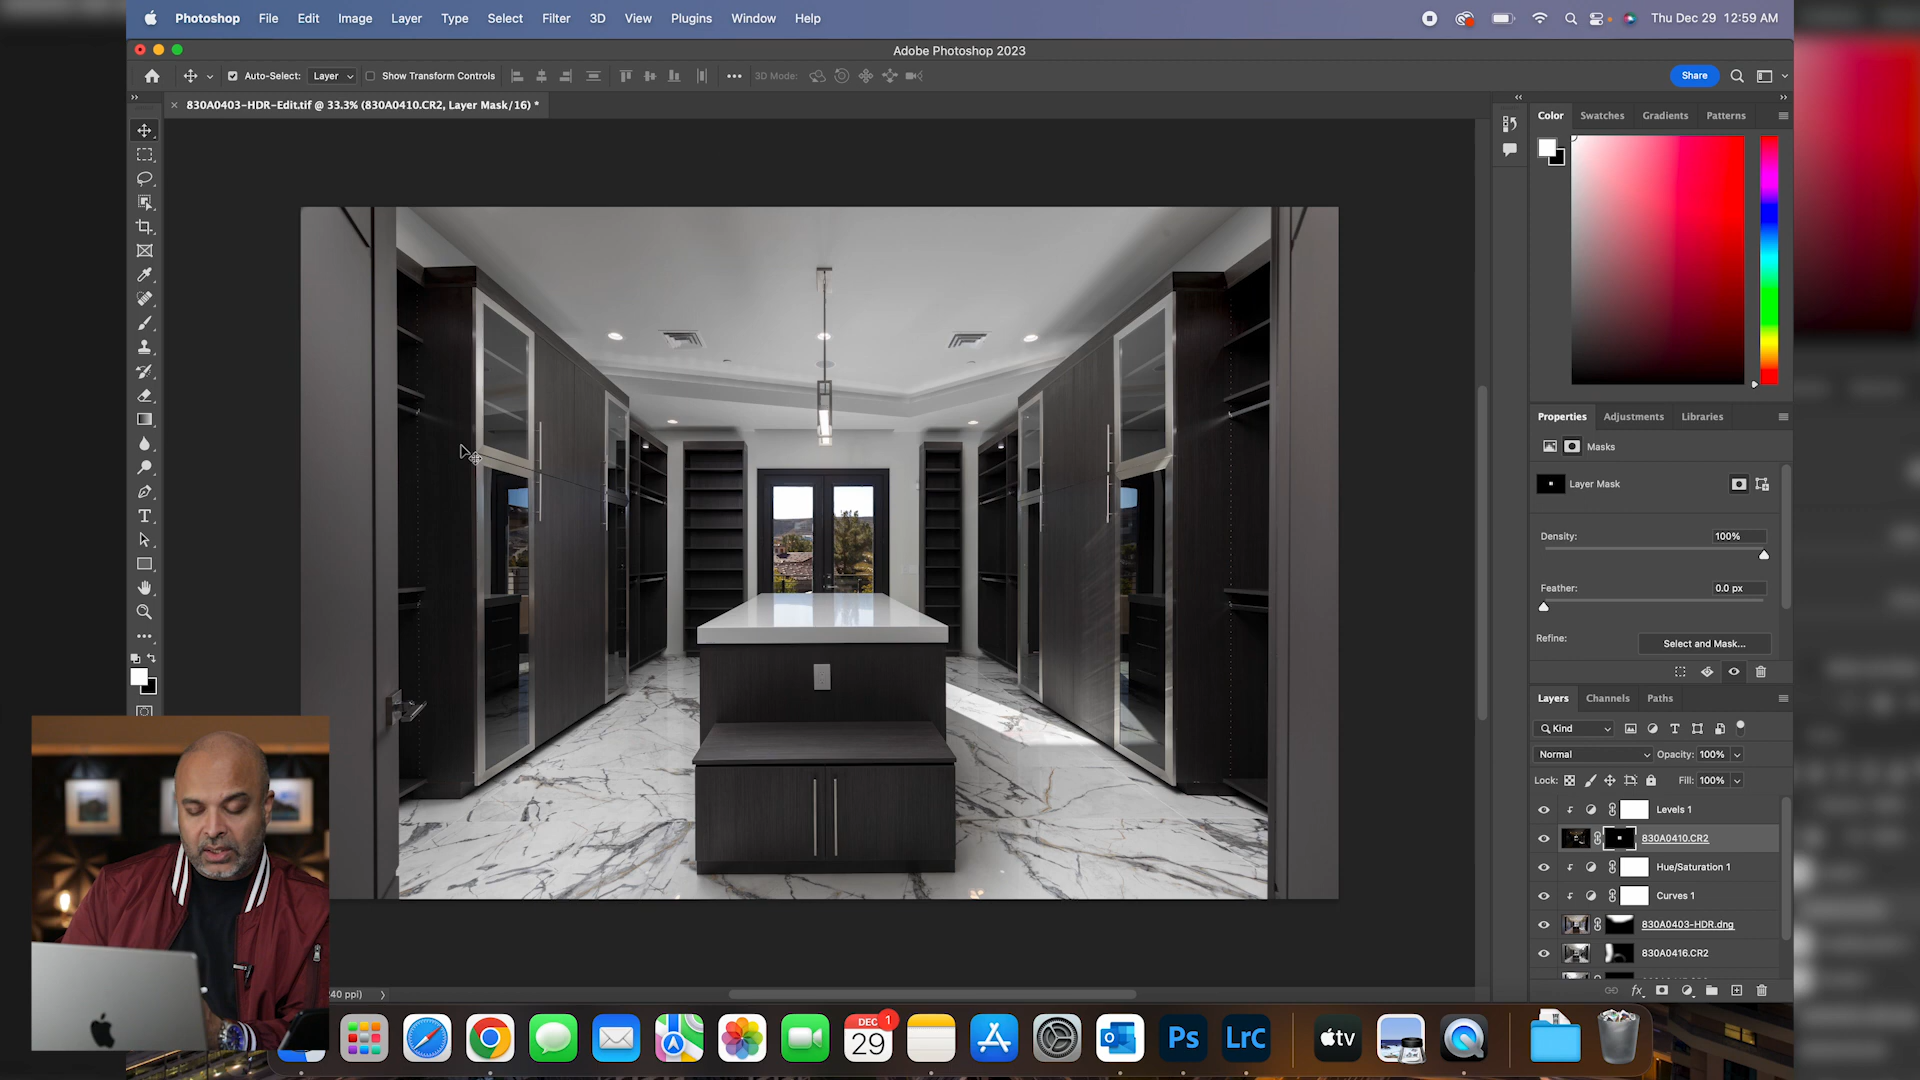 Photoshop File Edit Image Layer Type Select Filter 3D View Plugins Window Help Thu Dec 29 12:59 AM
Adobe Photoshop 2023
Auto-Select: Layer Show Transform Controls 3D Mode: Share
830A0403-HDR-Edit.tif @ 33.3% (830A0410.CR2, Layer Mask/16) *
Color Swatches Gradients Patterns
Properties Adjustments Libraries
Masks
Layer Mask
Density: 100%
Feather: 0.0 px
Refine: Select and Mask...
Layers Channels Paths
Kind
Normal Opacity: 100%
Lock: Fill: 100%
Levels 1
830A0410.CR2
Hue/Saturation 1
Curves 1
830A0403-HDR.dng
830A0416.CR2
40 ppi)
DEC 1
29
Ps LrC tv